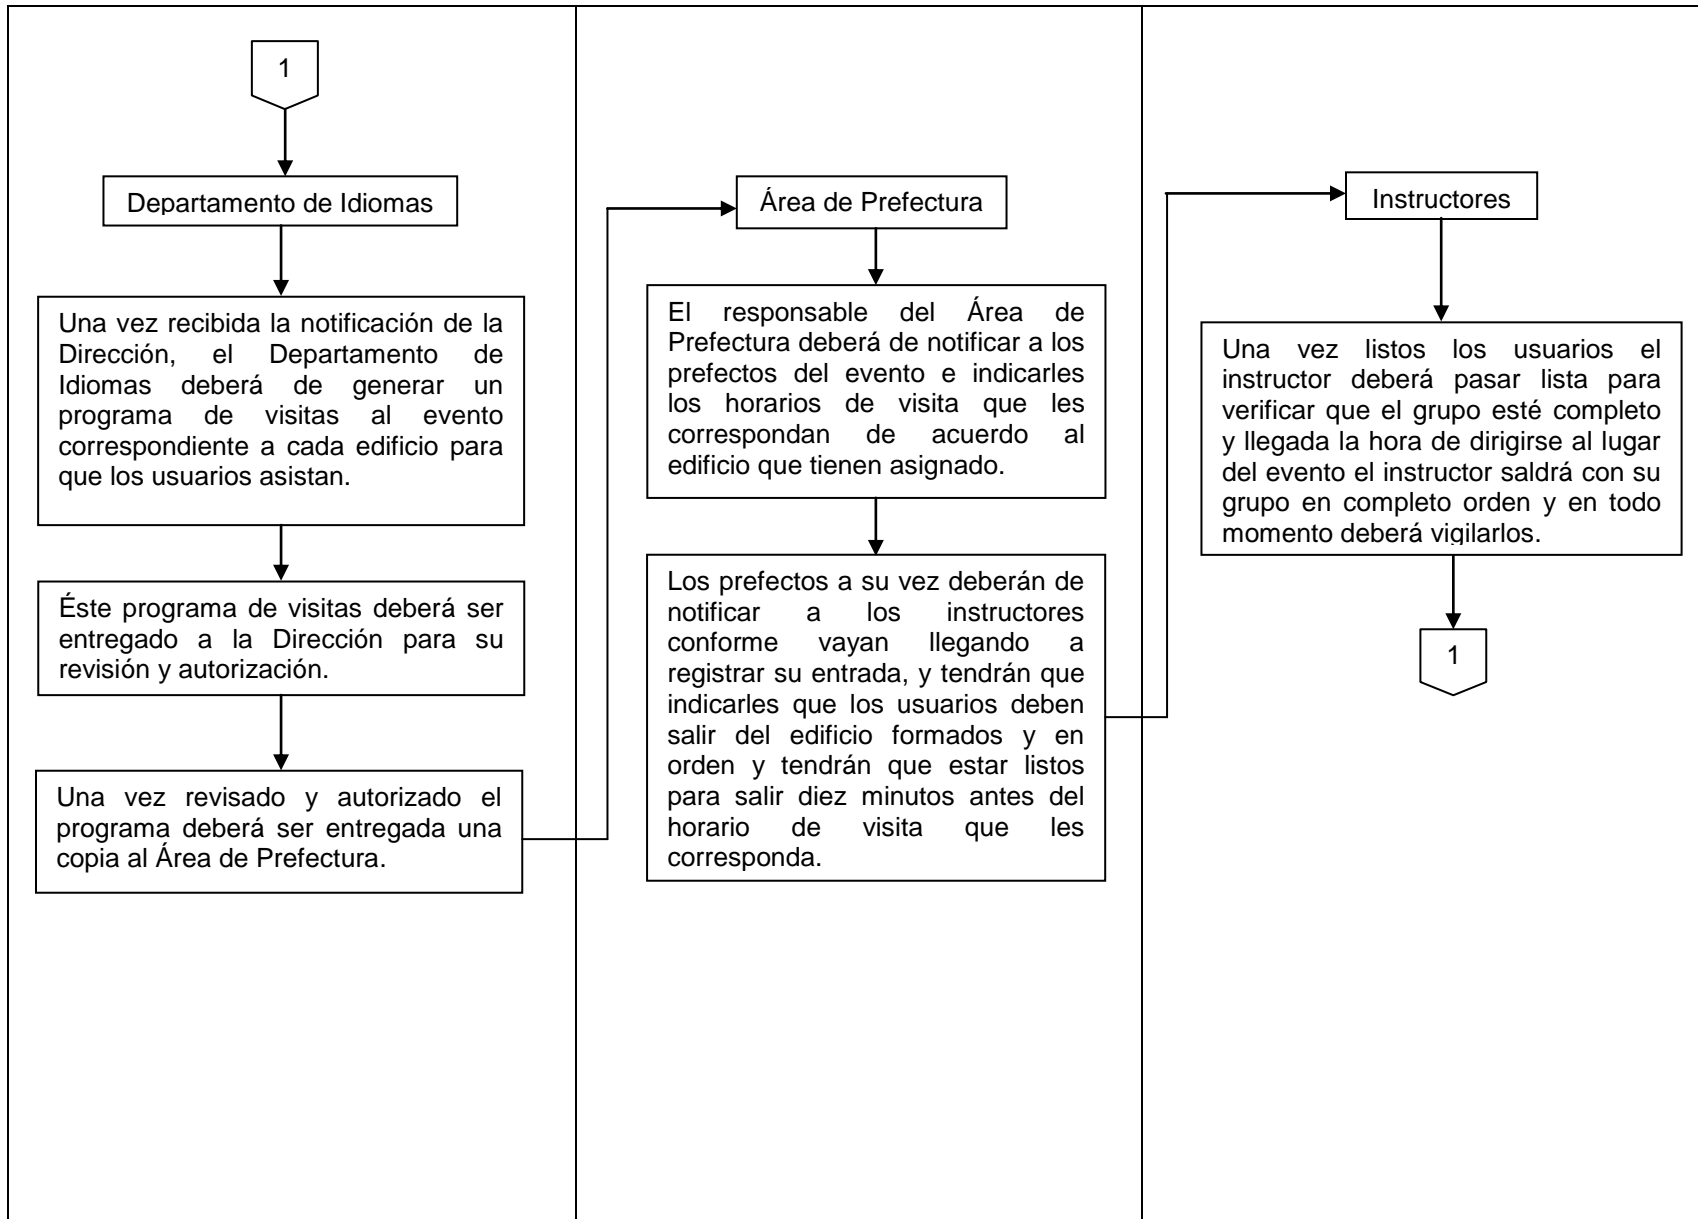 1
Departamento de Idiomas
Una vez recibida la notificación de la
Dirección, el Departamento de
Idiomas deberá de generar un
programa de visitas al evento
correspondiente a cada edificio para
que los usuarios asistan.
Éste programa de visitas deberá ser
entregado a la Dirección para su
revisión y autorización.
Una vez revisado y autorizado el
programa deberá ser entregada una
copia al Área de Prefectura.
Área de Prefectura
El responsable del Área de
Prefectura deberá de notificar a los
prefectos del evento e indicarles
los horarios de visita que les
correspondan de acuerdo al
edificio que tienen asignado.
Los prefectos a su vez deberán de
notificar a los instructores
conforme vayan llegando a
registrar su entrada, y tendrán que
indicarles que los usuarios deben
salir del edificio formados y en
orden y tendrán que estar listos
para salir diez minutos antes del
horario de visita que les
corresponda.
Instructores
Una vez listos los usuarios el
instructor deberá pasar lista para
verificar que el grupo esté completo
y llegada la hora de dirigirse al lugar
del evento el instructor saldrá con su
grupo en completo orden y en todo
momento deberá vigilarlos.
1